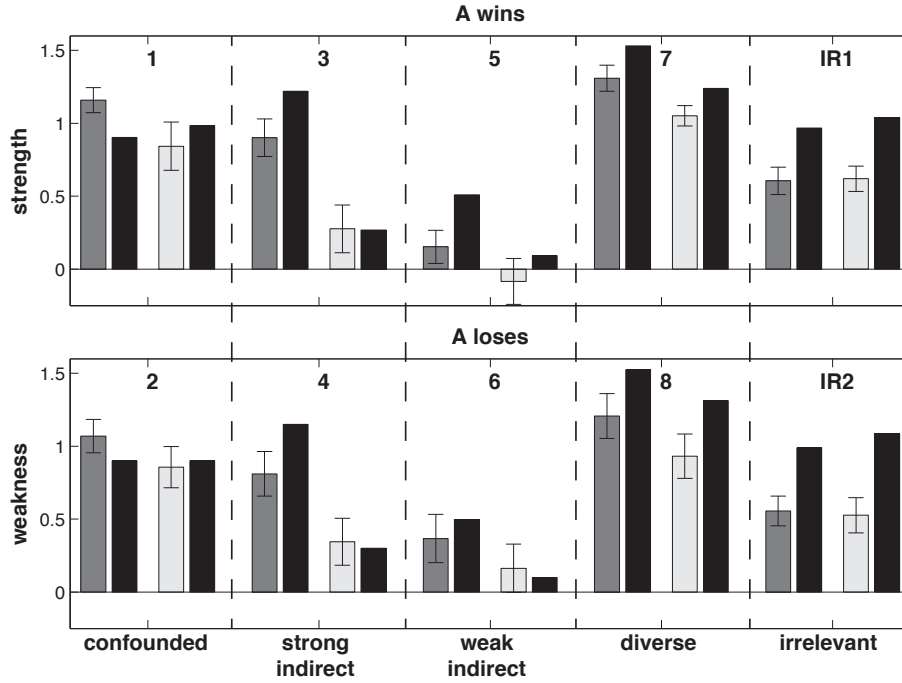 A wins
1 3 5 7 IR1
1.5
1
0.5
0
strength
A loses
2 4 6 8 IR2
1.5
1
0.5
0
weakness
confounded strong weak diverse irrelevant
indirect indirect